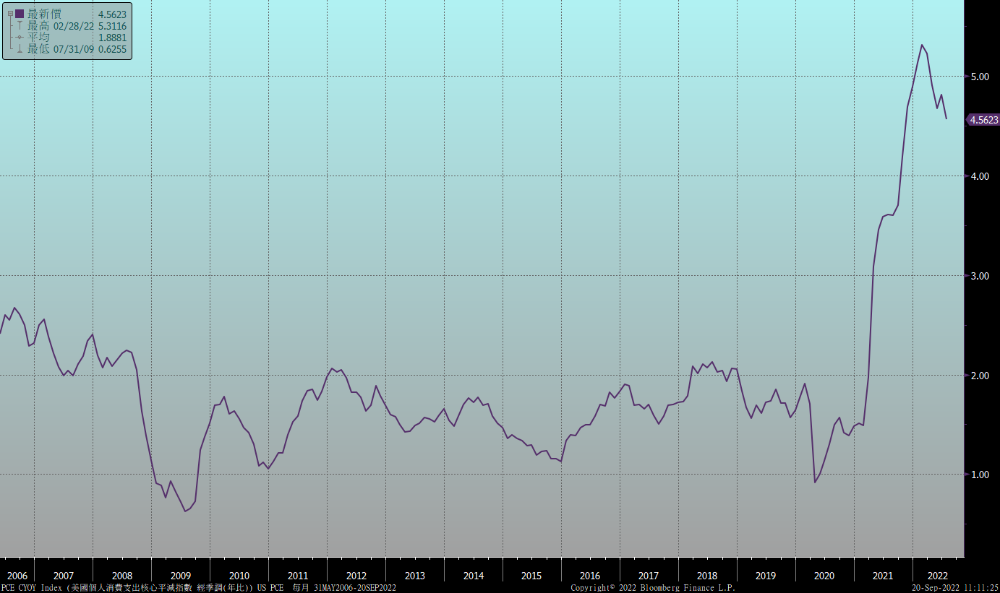 最新價 4.5623
最高 02/28/22 5.3116
平均 1.8881
最低 07/31/09 0.6255
5.00
4.5623
4.00
3.00
2.00
1.00
2006 2007 2008 2009 2010 2011 2012 2013 2014 2015 2016 2017 2018 2019 2020 2021 2022
PCE CYOY Index (美國個人消費支出核心平減指數 經季調(年比)) US PCE 每月 31MAY2006-20SEP2022 Copyright© 2022 Bloomberg Finance L.P. 20-Sep-2022 11:11:25